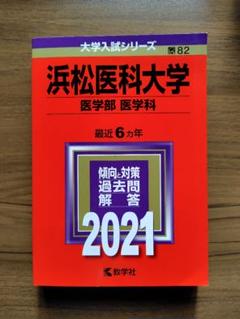 大学入試シリーズ 82
浜松医科大学
医学部 医学科
最近6カ年
傾向と対策
過去問
解答
2021
教学社